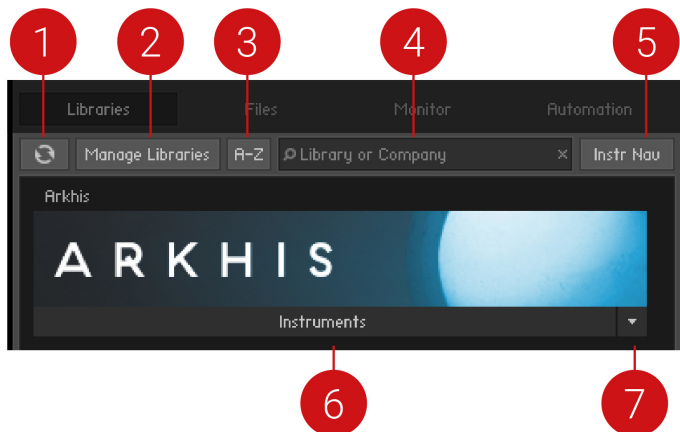 1 2 3 4 5
Libraries Files Monitor Automation
Manage Libraries A-Z Library or Company × Instr Nav
Arkhis
ARKHIS
Instruments
6 7